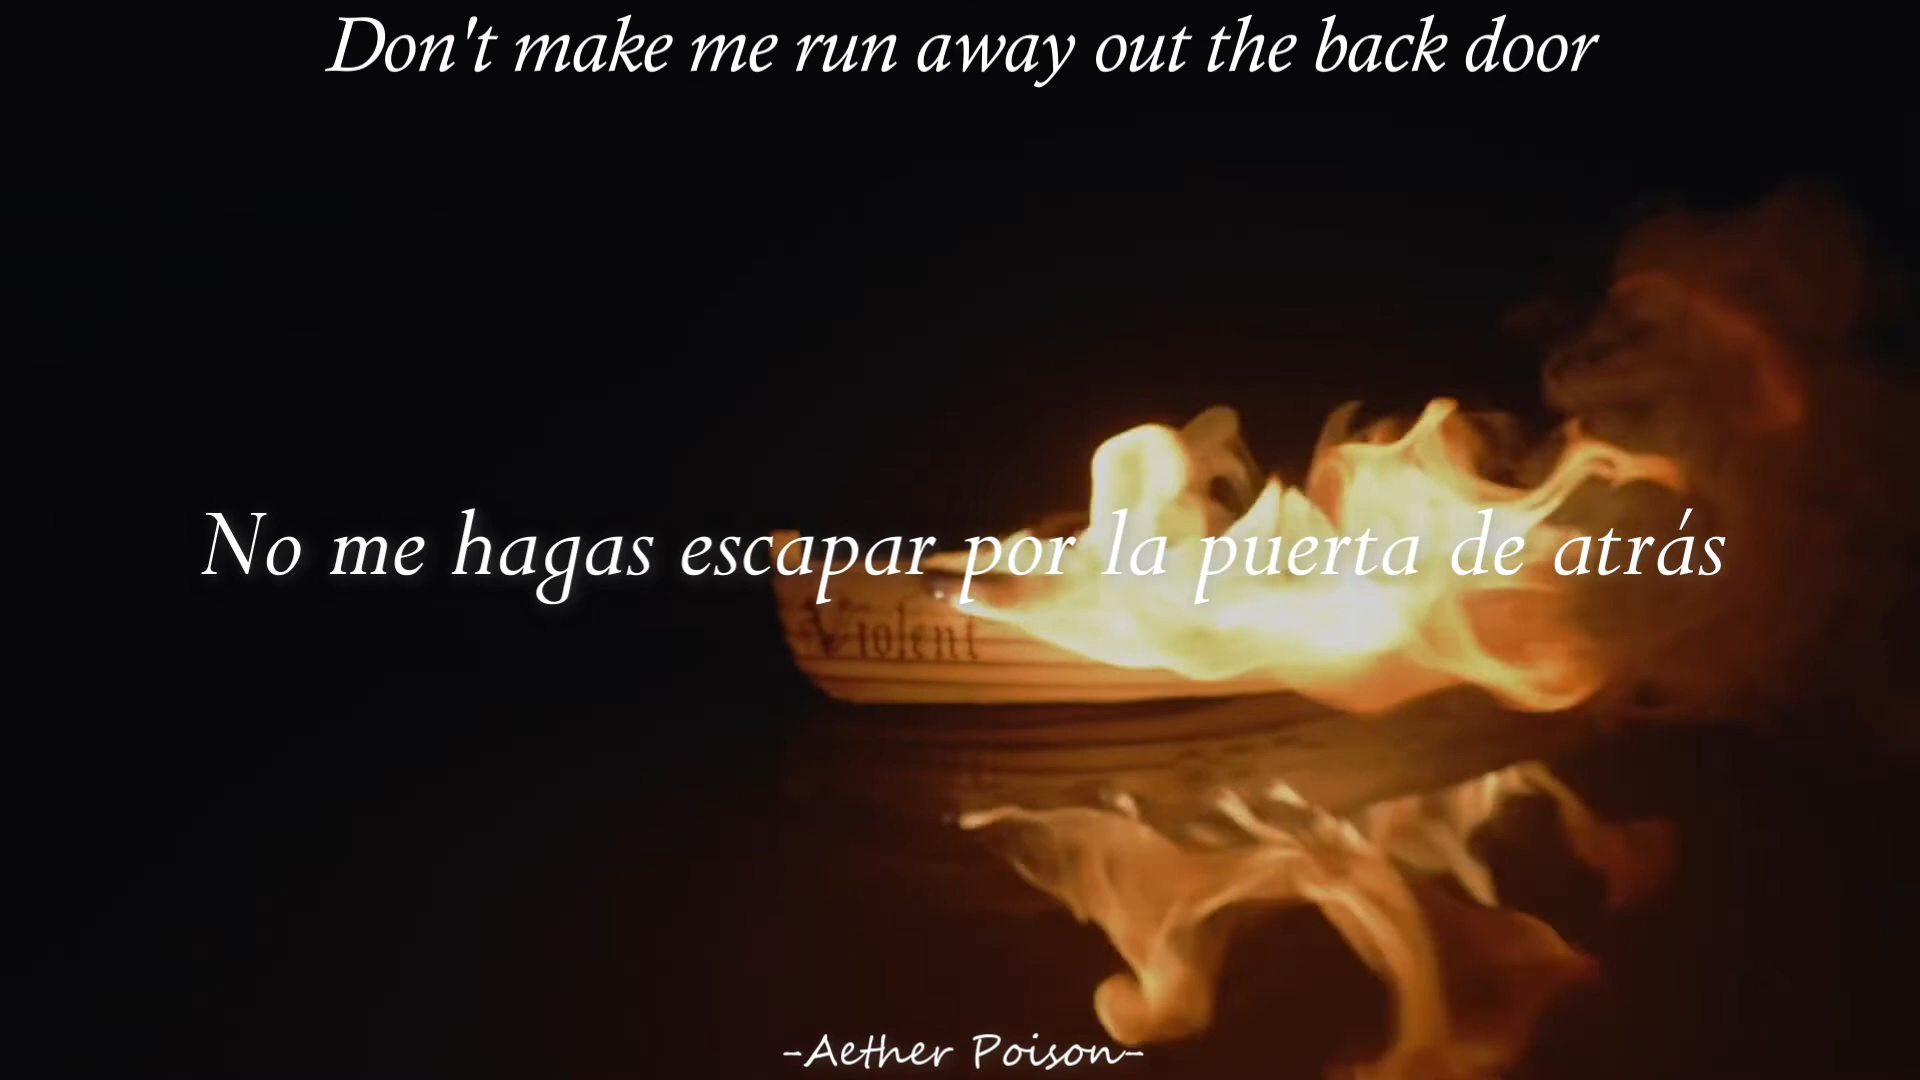 Don't make me run away out the back door
No me hagas escapar por la puerta de atrás
Violent
-Aether Poison-